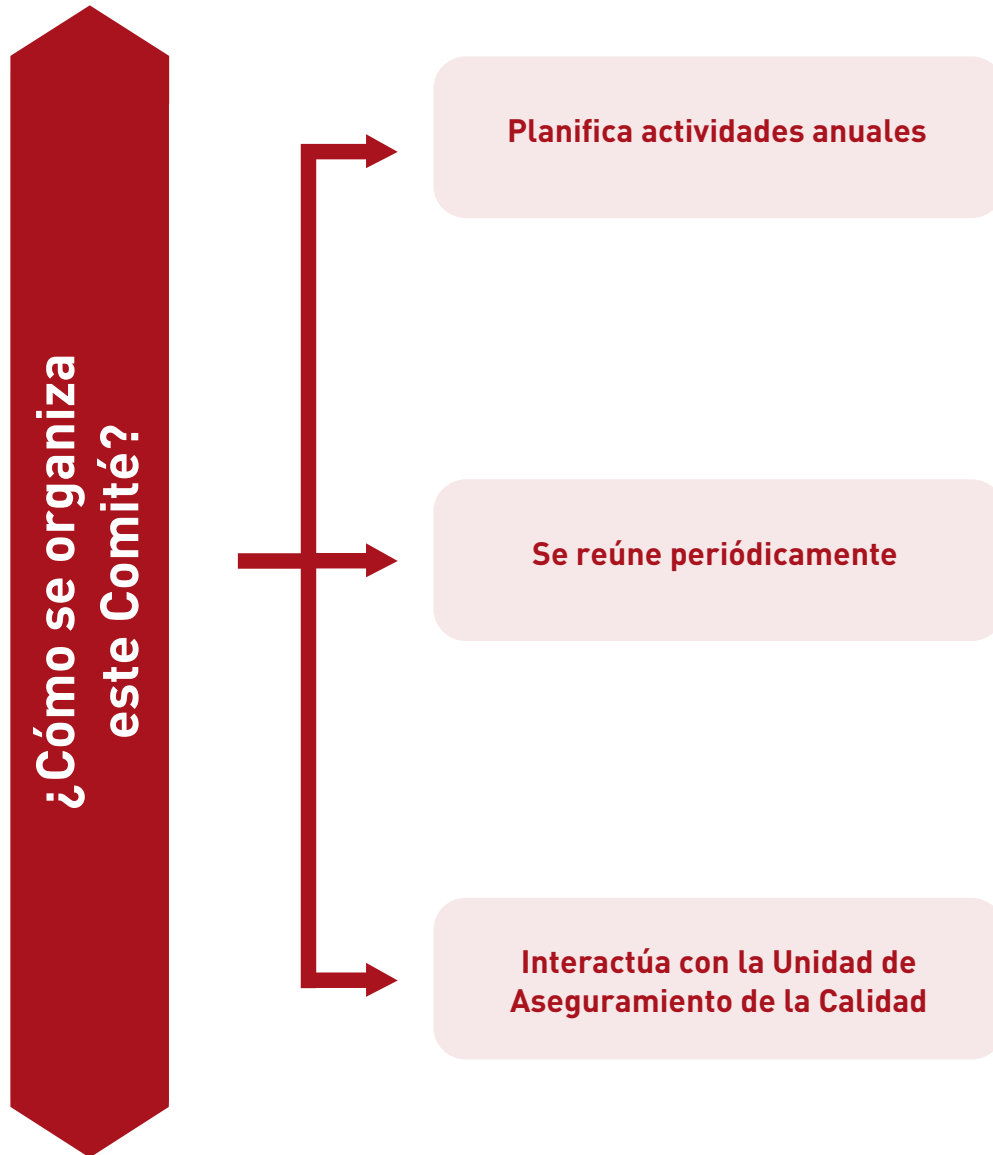 ¿Cómo se organiza
este Comité?
Planifica actividades anuales
Se reúne periódicamente
Interactúa con la Unidad de
Aseguramiento de la Calidad